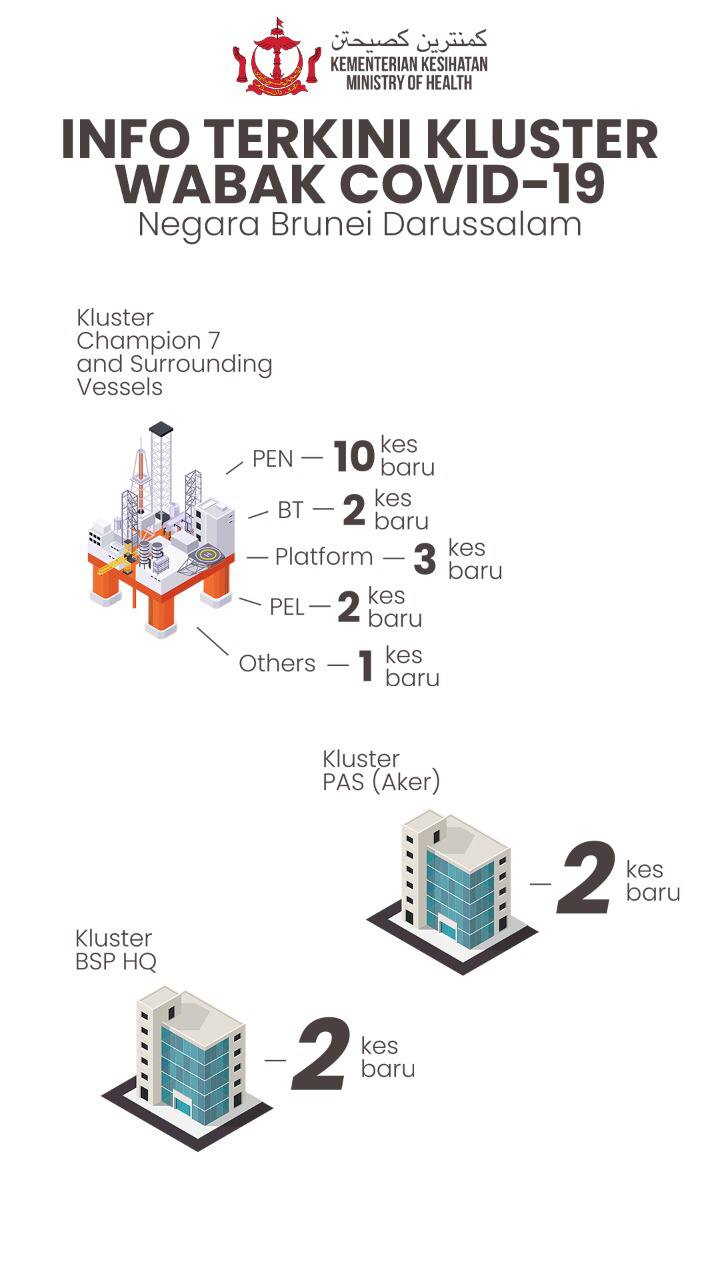 كمنترين كصيحتن
KEMENTERIAN KESIHATAN
MINISTRY OF HEALTH
INFO TERKINI KLUSTER
WABAK COVID-19
Negara Brunei Darussalam
Kluster
Champion 7
and Surrounding
Vessels
PEN — 10 kes
baru
BT — 2 kes
baru
Platform — 3 kes
baru
PEL — 2 kes
baru
Others — 1 kes
baru
Kluster
PAS (Aker)
2 kes
baru
Kluster
BSP HQ
2 kes
baru